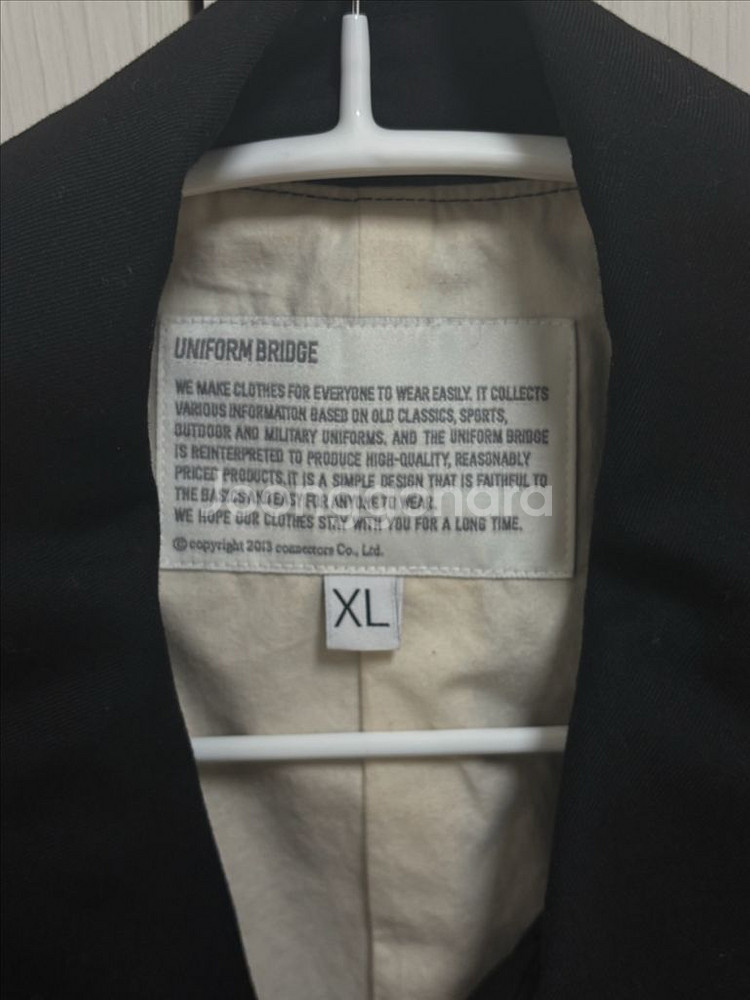 UNIFORM BRIDGE
WE MAKE CLOTHES FOR EVERYONE TO WEAR EASILY. IT COLLECTS
VARIOUS INFORMATION BASED ON OLD CLASSICS, SPORTS,
OUTDOOR AND MILITARY UNIFORMS, AND THE UNIFORM BRIDGE
IS REINTERPRETED TO PRODUCE HIGH-QUALITY, REASONABLY
PRICED PRODUCTS, IT IS A SIMPLE DESIGN THAT IS FAITHFUL TO
THE BASICS AND EASY FOR ANYONE TO WEAR.
WE HOPE OUR CLOTHES STAY WITH YOU FOR A LONG TIME.
© copyright 2013 connectors Co., Ltd.
XL
Joonggonara